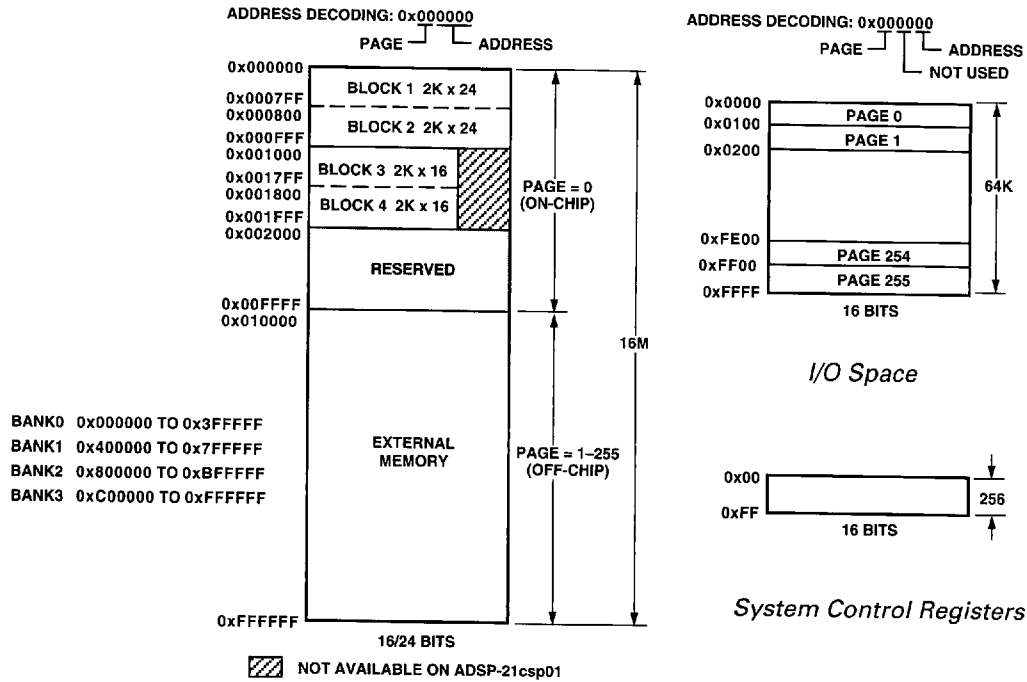 ADDRESS DECODING: 0x000000
PAGE
ADDRESS
0x000000
0x0007FF
0x000800
0x000FFF
0x001000
0x0017FF
0x001800
0x001FFF
0x002000
0x00FFFF
0x010000
0xFFFFFF
BLOCK 1 2K x 24
BLOCK 2 2K x 24
BLOCK 3 2K x 16
BLOCK 4 2K x 16
RESERVED
EXTERNAL
MEMORY
PAGE = 0
(ON-CHIP)
PAGE = 1–255
(OFF-CHIP)
16M
BANK0 0x000000 TO 0x3FFFFF
BANK1 0x400000 TO 0x7FFFFF
BANK2 0x800000 TO 0xBFFFFF
BANK3 0xC00000 TO 0xFFFFFF
16/24 BITS
NOT AVAILABLE ON ADSP-21csp01
ADDRESS DECODING: 0x000000
PAGE
ADDRESS
NOT USED
0x0000
0x0100
0x0200
0xFE00
0xFF00
0xFFFF
PAGE 0
PAGE 1
PAGE 254
PAGE 255
64K
16 BITS
I/O Space
0x00
0xFF
256
16 BITS
System Control Registers